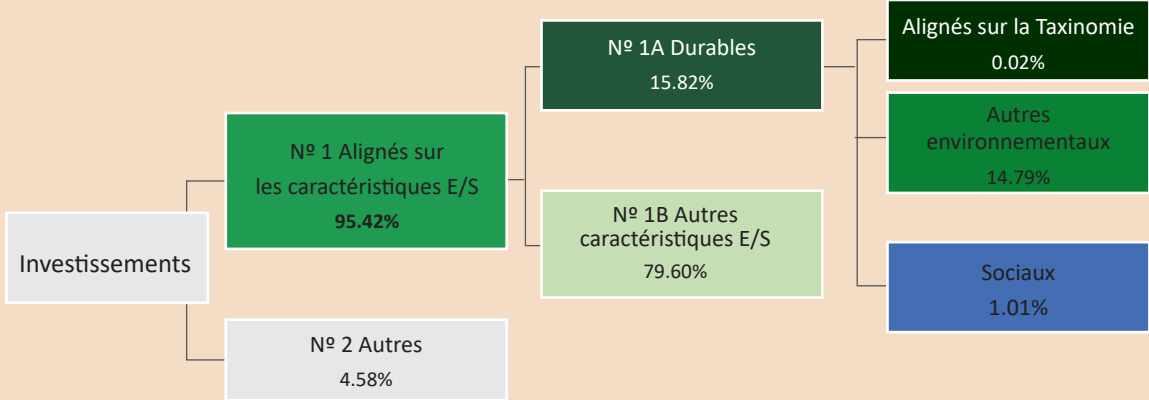 Investissements
Nº 1 Alignés sur
les caractéristiques E/S
95.42%
Nº 2 Autres
4.58%
Nº 1A Durables
15.82%
Nº 1B Autres
caractéristiques E/S
79.60%
Alignés sur la Taxinomie
0.02%
Autres
environnementaux
14.79%
Sociaux
1.01%